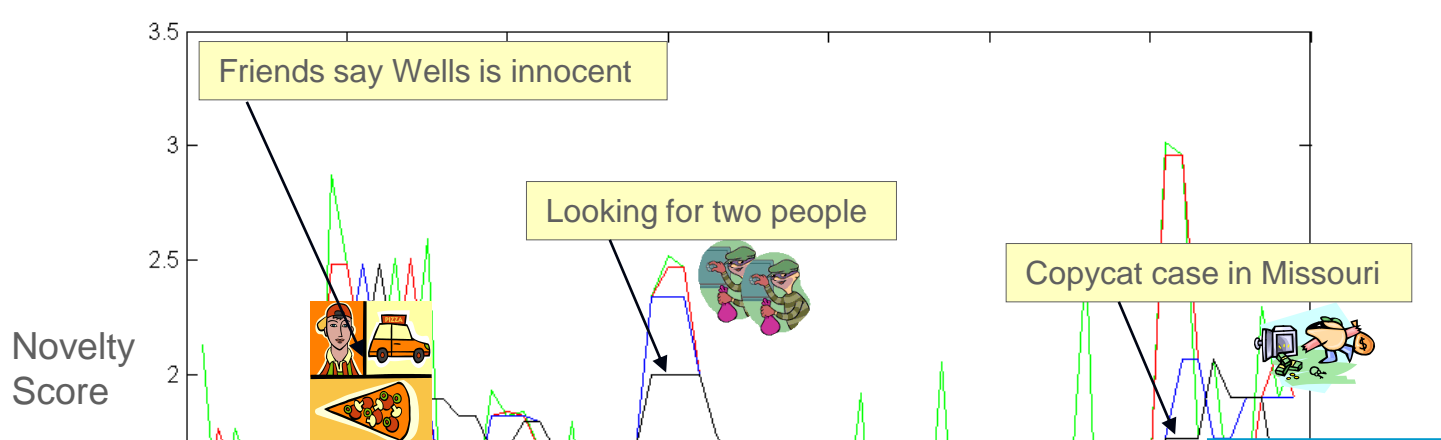 3.5
Friends say Wells is innocent
3
Looking for two people
2.5
Copycat case in Missouri
PIZZA
Novelty
Score
2
$